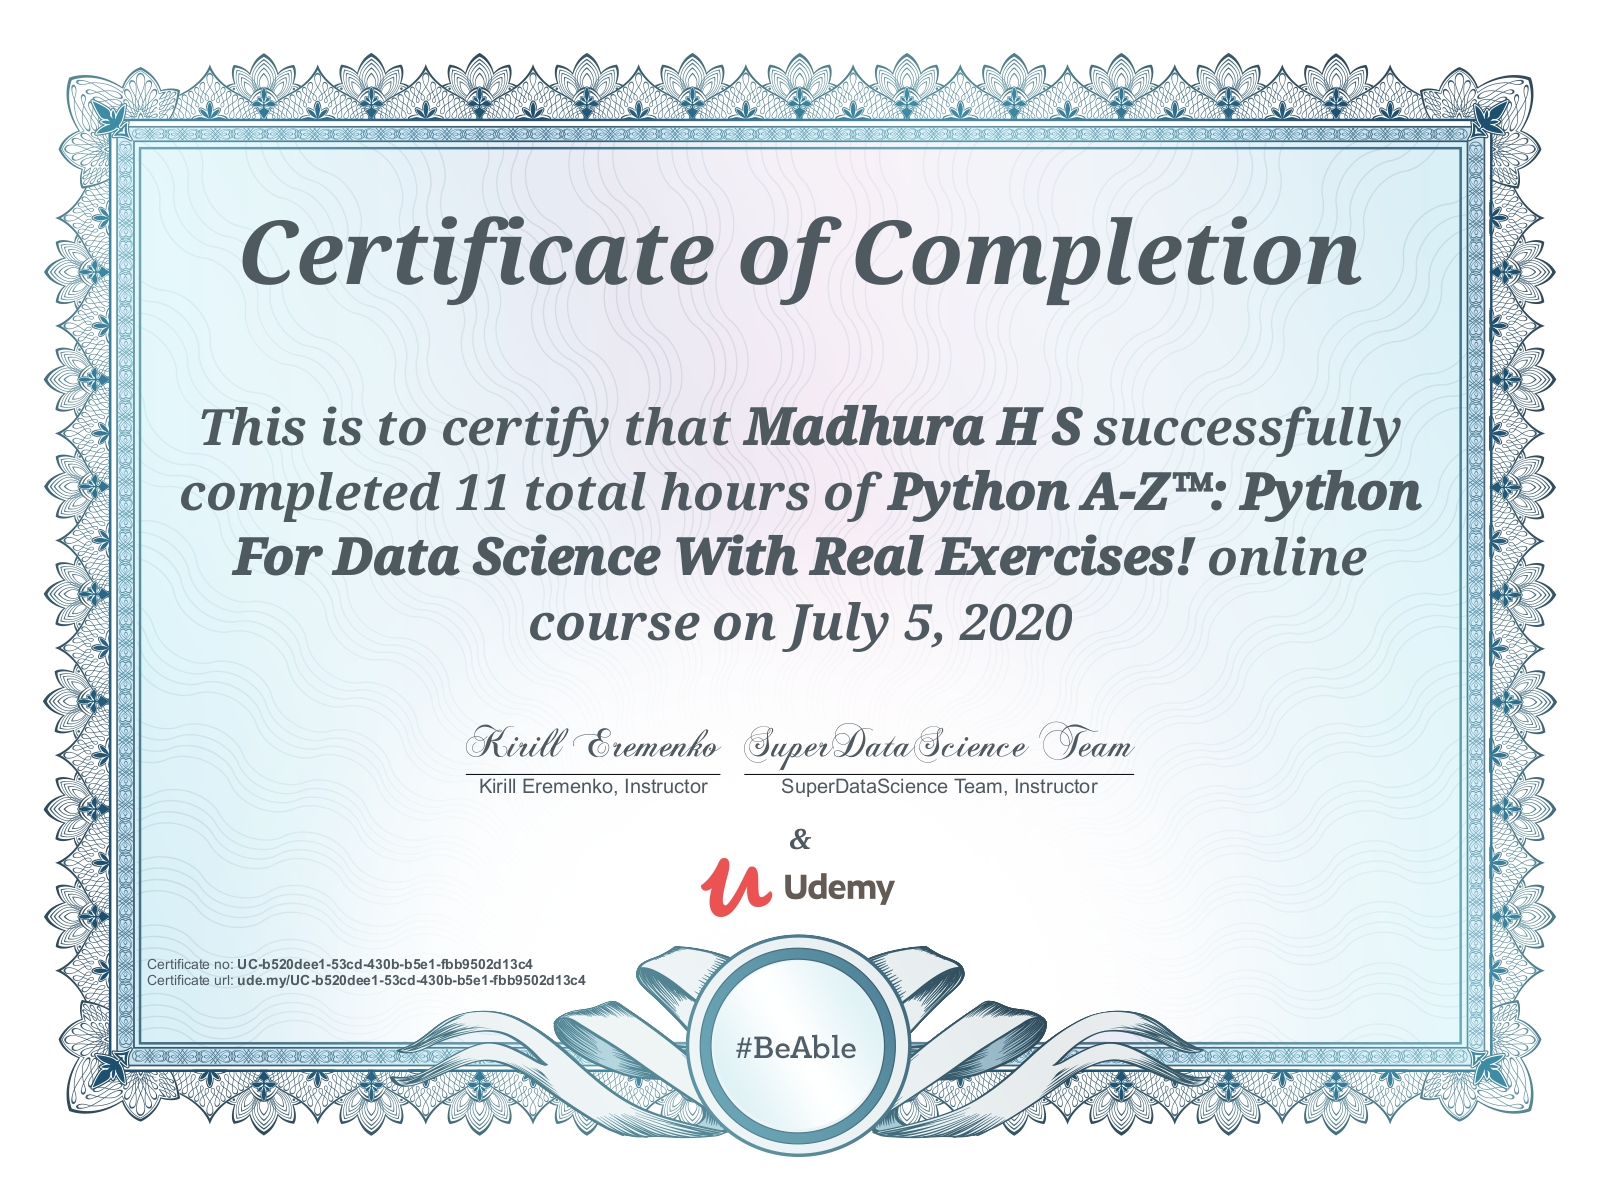 Certificate of Completion
This is to certify that Madhura H S successfully
completed 11 total hours of Python A-Z™: Python
For Data Science With Real Exercises! online
course on July 5, 2020
Kirill Eremenko SuperDataScience Team
Kirill Eremenko, Instructor SuperDataScience Team, Instructor
&
Udemy
Certificate no: UC-b520dee1-53cd-430b-b5e1-fbb9502d13c4
Certificate url: ude.my/UC-b520dee1-53cd-430b-b5e1-fbb9502d13c4
#BeAble